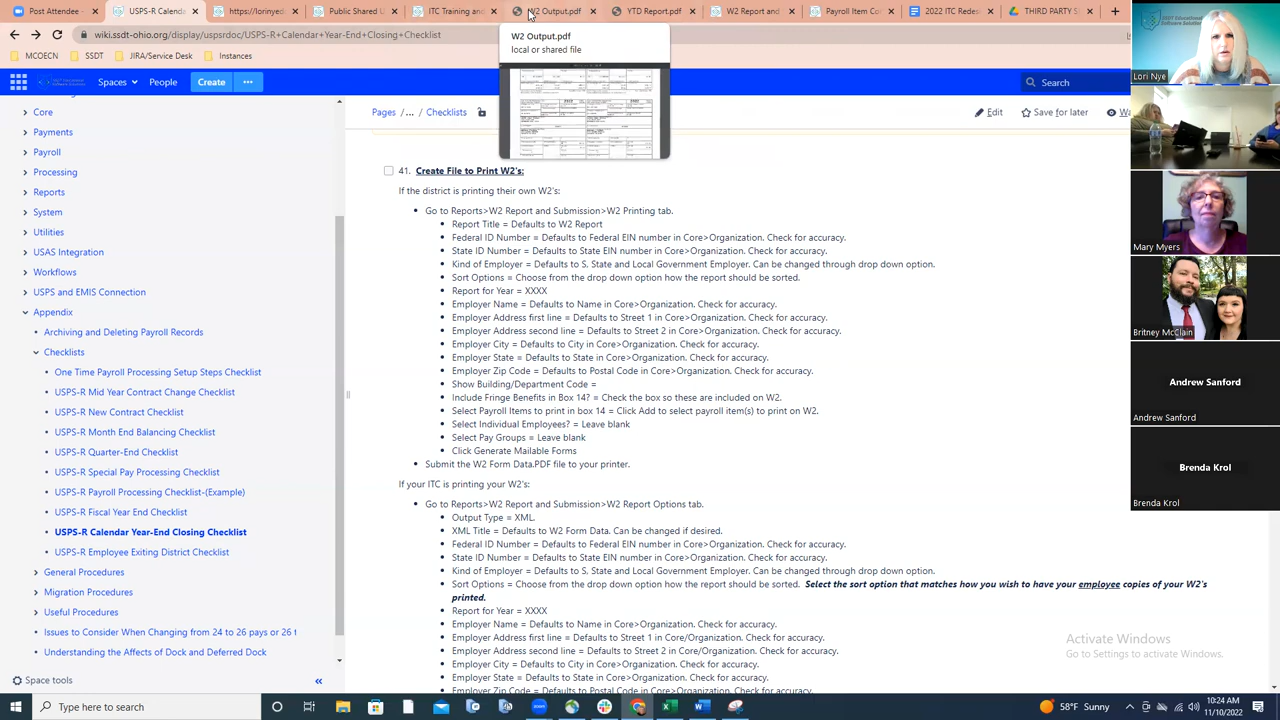 Post Attendee - Zo
USPS-R Calendar Y
Public Shared U
ITC Training an
W2 Output.pdf
YTD Report.pdf
W2 Report and
Payroll Item Co
2022 ITC Redes
THIRD PARTY S
wiki.ssdt-ohio.org/display/uspsrdoc/USPS-R+Calendar+Year-End+Closing+Checklist
MCOECN
SSDT
JIRA/Service Desk
Instances
W2 Output.pdf
local or shared file
SSDT Educational
Software Solutions
Lori Nye
Spaces
People
Create
Search
Core
Payments
Payroll
Processing
Reports
System
Utilities
USAS Integration
Workflows
USPS and EMIS Connection
Appendix
Archiving and Deleting Payroll Records
Checklists
One Time Payroll Processing Setup Steps Checklist
USPS-R Mid Year Contract Change Checklist
USPS-R New Contract Checklist
USPS-R Month End Balancing Checklist
USPS-R Quarter-End Checklist
USPS-R Special Pay Processing Checklist
USPS-R Payroll Processing Checklist-(Example)
USPS-R Fiscal Year End Checklist
USPS-R Calendar Year-End Closing Checklist
USPS-R Employee Exiting District Checklist
General Procedures
Migration Procedures
Useful Procedures
Issues to Consider When Changing from 24 to 26 pays or 26 t
Understanding the Affects of Dock and Deferred Dock
Space tools
Pages /... / Checklists
Edit
Save for later
Wa
41. Create File to Print W2's:
If the district is printing their own W2's:
Go to Reports>W2 Report and Submission>W2 Printing tab.
Report Title = Defaults to W2 Report
Federal ID Number = Defaults to Federal EIN number in Core>Organization. Check for accuracy.
State ID Number = Defaults to State EIN number in Core>Organization. Check for accuracy.
Kind of Employer = Defaults to S, State and Local Government Employer. Can be changed through drop down option.
Sort Options = Choose from the drop down option how the report should be sorted.
Report for Year = XXXX
Employer Name = Defaults to Name in Core>Organization. Check for accuracy.
Employer Address first line = Defaults to Street 1 in Core>Organization. Check for accuracy.
Employer Address second line = Defaults to Street 2 in Core>Organization. Check for accuracy.
Employer City = Defaults to City in Core>Organization. Check for accuracy.
Employer State = Defaults to State in Core>Organization. Check for accuracy.
Employer Zip Code = Defaults to Postal Code in Core>Organization. Check for accuracy.
Show Building/Department Code =
Include Fringe Benefits in Box 14? = Check the box so these are included on W2.
Select Payroll Items to print in box 14 = Click Add to select payroll item(s) to print on W2.
Select Individual Employees? = Leave blank
Select Pay Groups = Leave blank
Click Generate Mailable Forms
Submit the W2 Form Data.PDF file to your printer.
If your ITC is printing your W2's:
Go to Reports>W2 Report and Submission>W2 Report Options tab.
Output Type = XML.
XML Title = Defaults to W2 Form Data. Can be changed if desired.
Federal ID Number = Defaults to Federal EIN number in Core>Organization. Check for accuracy.
State ID Number = Defaults to State EIN number in Core>Organization. Check for accuracy.
Kind of Employer = Defaults to S, State and Local Government Employer. Can be changed through drop down option.
Sort Options = Choose from the drop down option how the report should be sorted. Select the sort option that matches how you wish to have your employee copies of your W2's
printed.
Report for Year = XXXX
Employer Name = Defaults to Name in Core>Organization. Check for accuracy.
Employer Address first line = Defaults to Street 1 in Core/Organization. Check for accuracy.
Employer Address second line = Defaults to Street 2 in Core/Organization. Check for accuracy.
Employer City = Defaults to City in Core>Organization. Check for accuracy.
Employer State = Defaults to State in Core>Organization. Check for accuracy.
Employer Zip Code = Defaults to Postal Code in Core>Organization. Check for accuracy.
Mary Myers
Britney McClain
Andrew Sanford
Andrew Sanford
Brenda Krol
Brenda Krol
Activate Windows
Go to Settings to activate Windows.
Type here to search
58°F Sunny
10:24 AM
11/10/2022